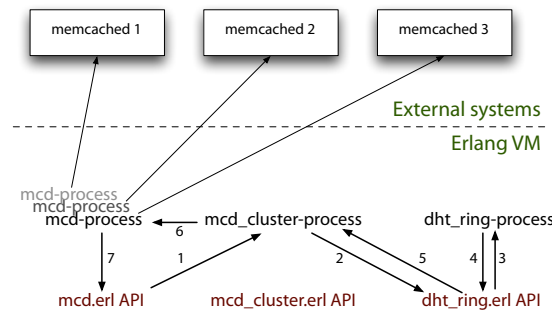 memcached 1
memcached 2
memcached 3
External systems
Erlang VM
mcd-process
mcd-process
mcd-process
mcd_cluster-process
dht_ring-process
6
7
1
2
5
4
3
mcd.erl API
mcd_cluster.erl API
dht_ring.erl API